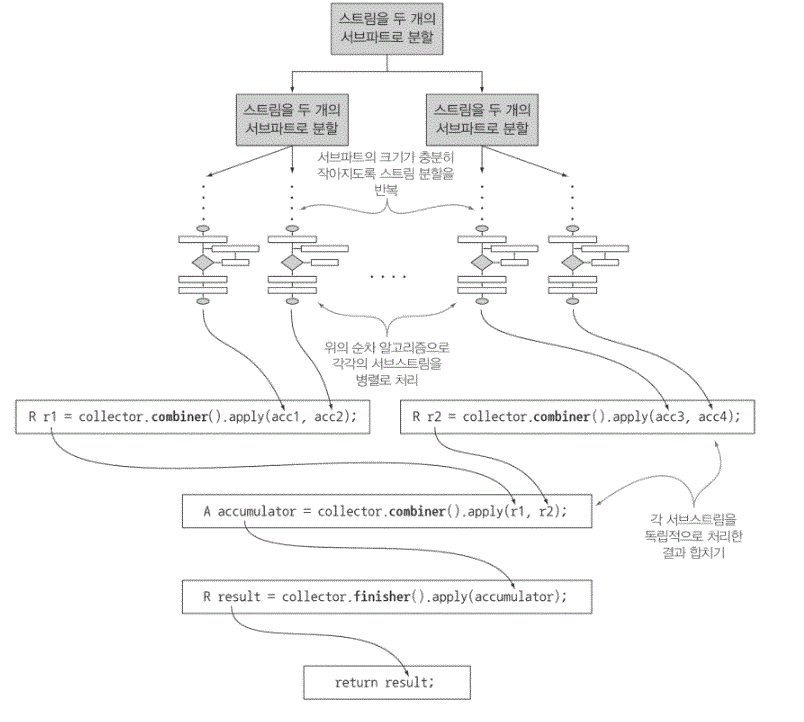 스트림을 두 개의
서브파트로 분할
스트림을 두 개의
서브파트로 분할
스트림을 두 개의
서브파트로 분할
서브파트의 크기가 충분히
작아지도록 스트림 분할을
반복
위의 순차 알고리즘으로
각각의 서브스트림을
병렬로 처리
R r1 = collector.combiner().apply(acc1, acc2);
R r2 = collector.combiner().apply(acc3, acc4);
A accumulator = collector.combiner().apply(r1, r2);
각 서브스트림을
독립적으로 처리한
결과 합치기
R result = collector.finisher().apply(accumulator);
return result;